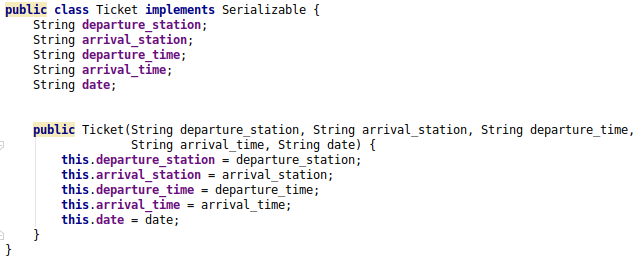 public class Ticket implements Serializable {
    String departure_station;
    String arrival_station;
    String departure_time;
    String arrival_time;
    String date;
    public Ticket(String departure_station, String arrival_station, String departure_time,
                  String arrival_time, String date) {
        this.departure_station = departure_station;
        this.arrival_station = arrival_station;
        this.departure_time = departure_time;
        this.arrival_time = arrival_time;
        this.date = date;
    }
}